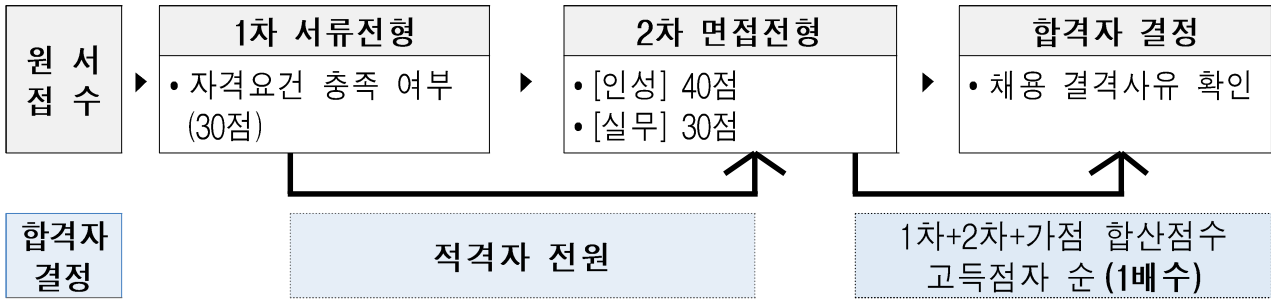 원 서
접 수
1차 서류전형
• 자격요건 충족 여부
(30점)
2차 면접전형
• [인성] 40점
• [실무] 30점
합격자 결정
• 채용 결격사유 확인
합격자
결정
적격자 전원
1차+2차+가점 합산점수
고득점자 순 (1배수)